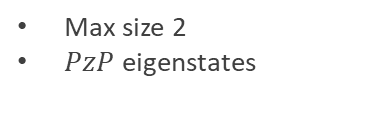 • Max size 2
• PzP eigenstates